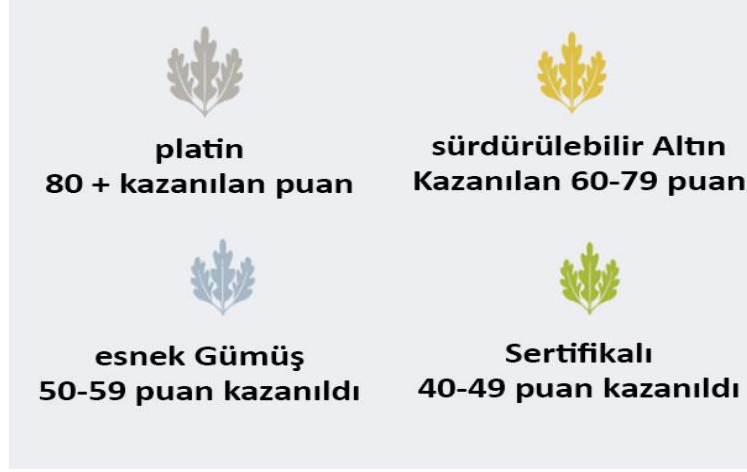 platin
80 + kazanılan puan
sürdürülebilir Altın
Kazanılan 60-79 puan
esnek Gümüş
50-59 puan kazanıldı
Sertifikalı
40-49 puan kazanıldı